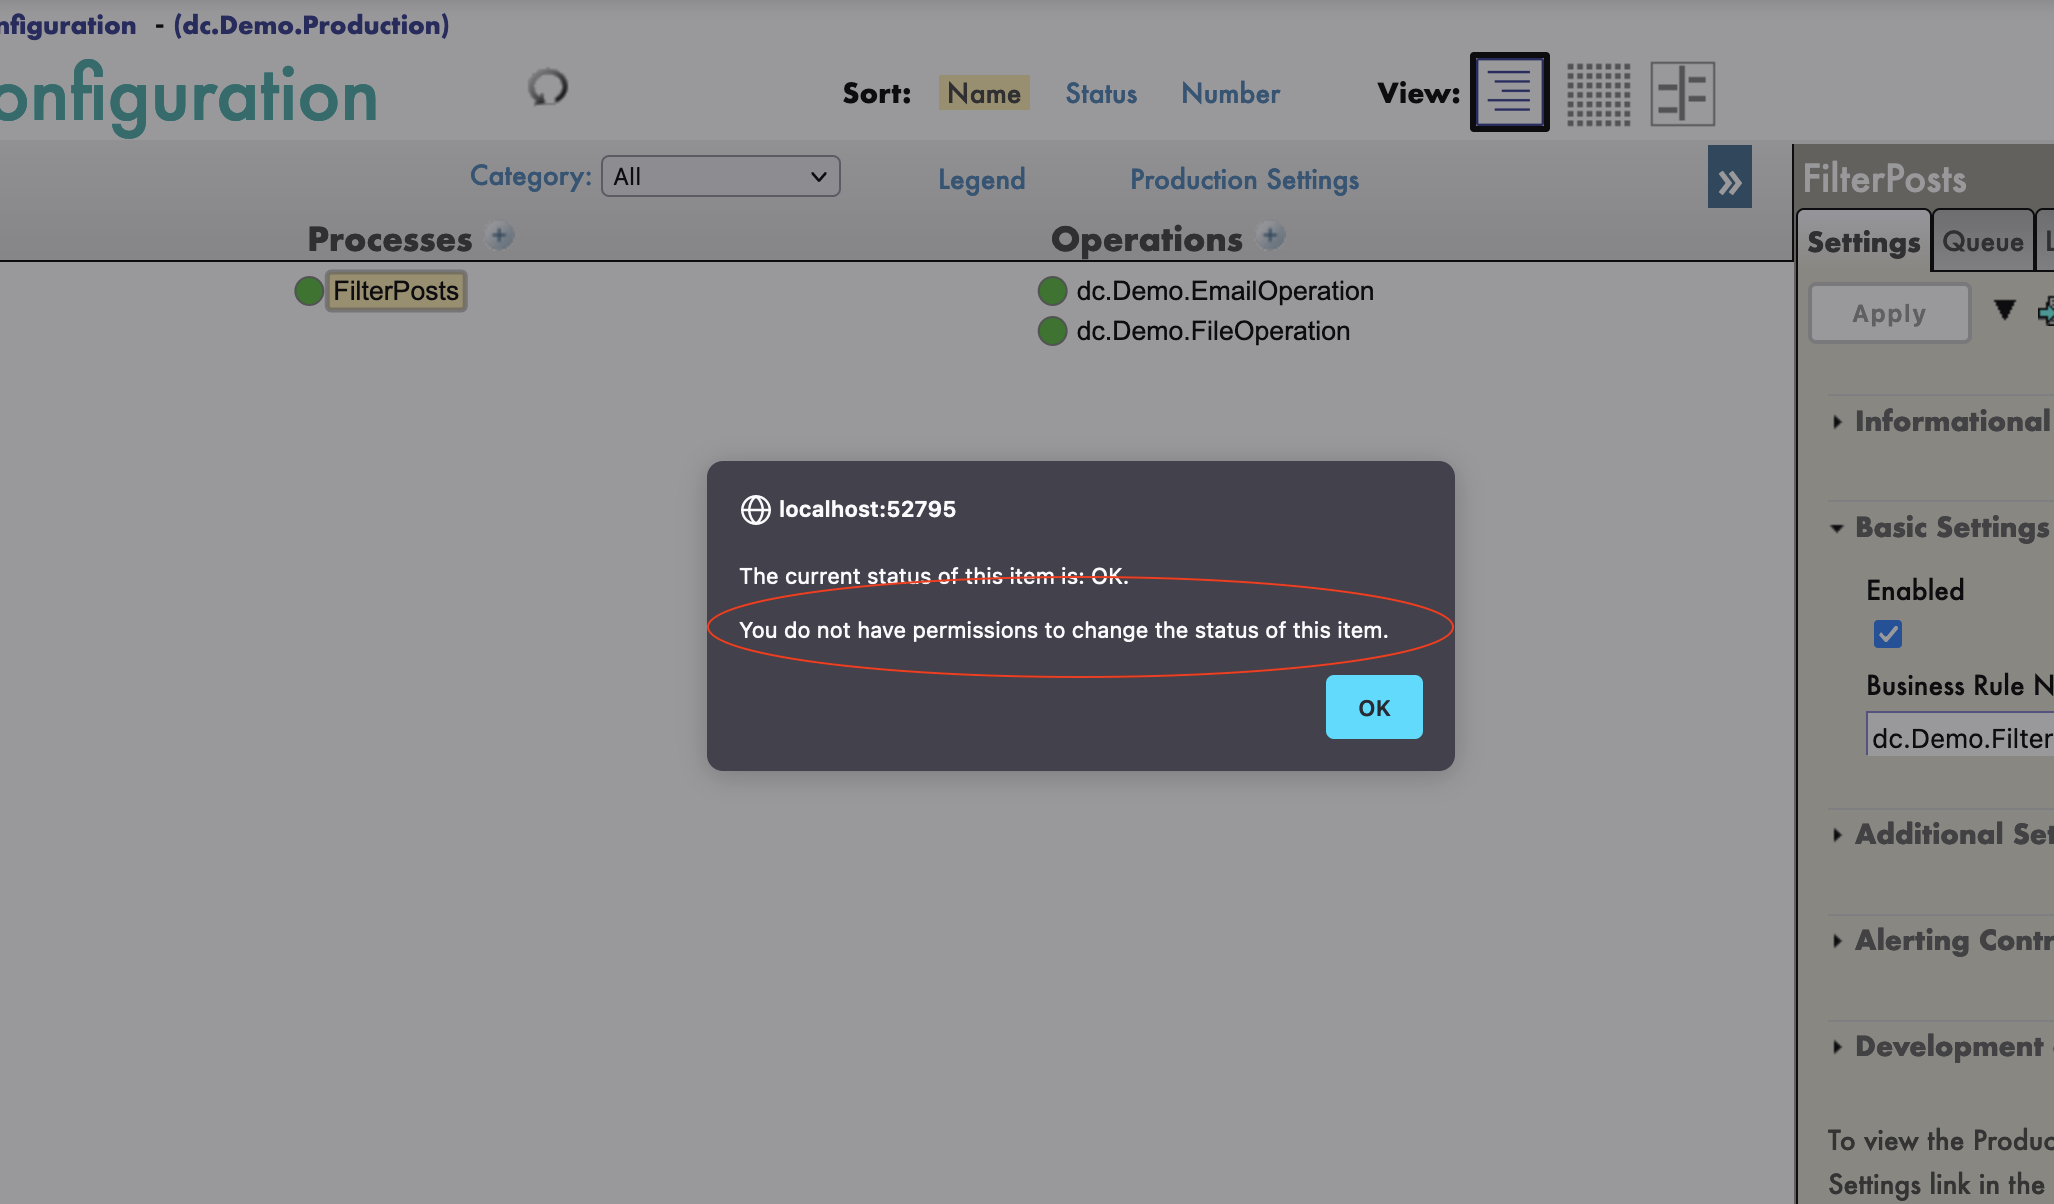 nfiguration - (dc.Demo.Production)
onfiguration
Sort: Name Status Number View:
Category: All Legend Production Settings
Processes Operations
FilterPosts
dc.Demo.EmailOperation
dc.Demo.FileOperation
localhost:52795
The current status of this item is: OK.
You do not have permissions to change the status of this item.
OK
FilterPosts
Settings Queue L
Apply
Informational
Basic Settings
Enabled
Business Rule N
dc.Demo.Filter
Additional Set
Alerting Contr
Development
To view the Produc
Settings link in the